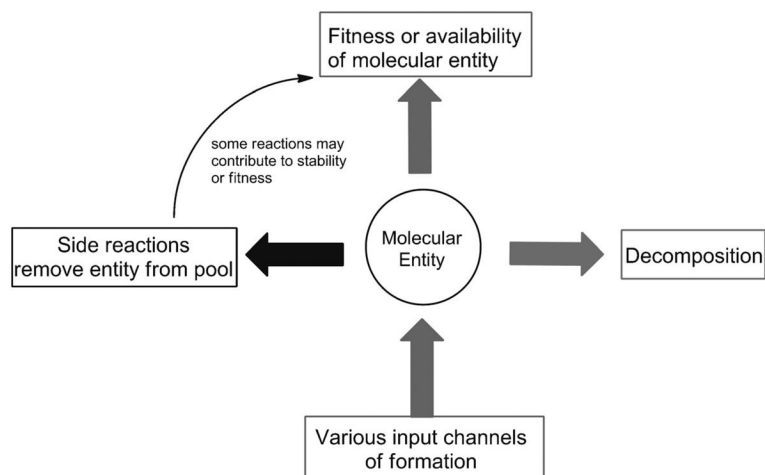 Fitness or availability
of molecular entity
some reactions may
contribute to stability
or fitness
Side reactions
remove entity from pool
Molecular
Entity
Decomposition
Various input channels
of formation